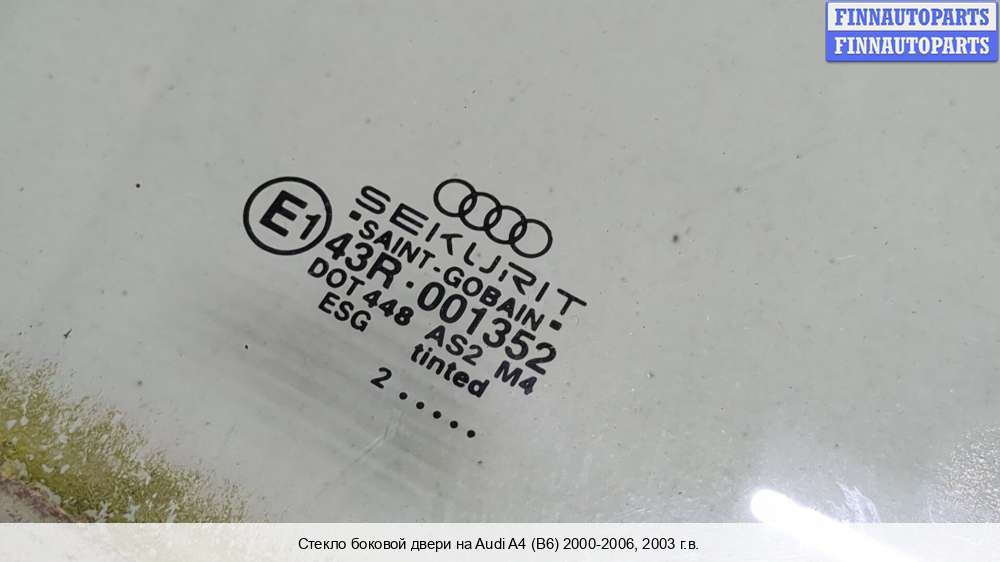 FINNAUTOPARTS
FINNAUTOPARTS
SEKURIT
SAINT-GOBAIN
E1
43R-001352
DOT 448 AS2 M4
ESG tinted
2.....
Стекло боковой двери на Audi A4 (B6) 2000-2006, 2003 г.в.